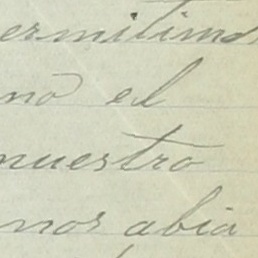 ermitimos
no el
nuestro
nos abia